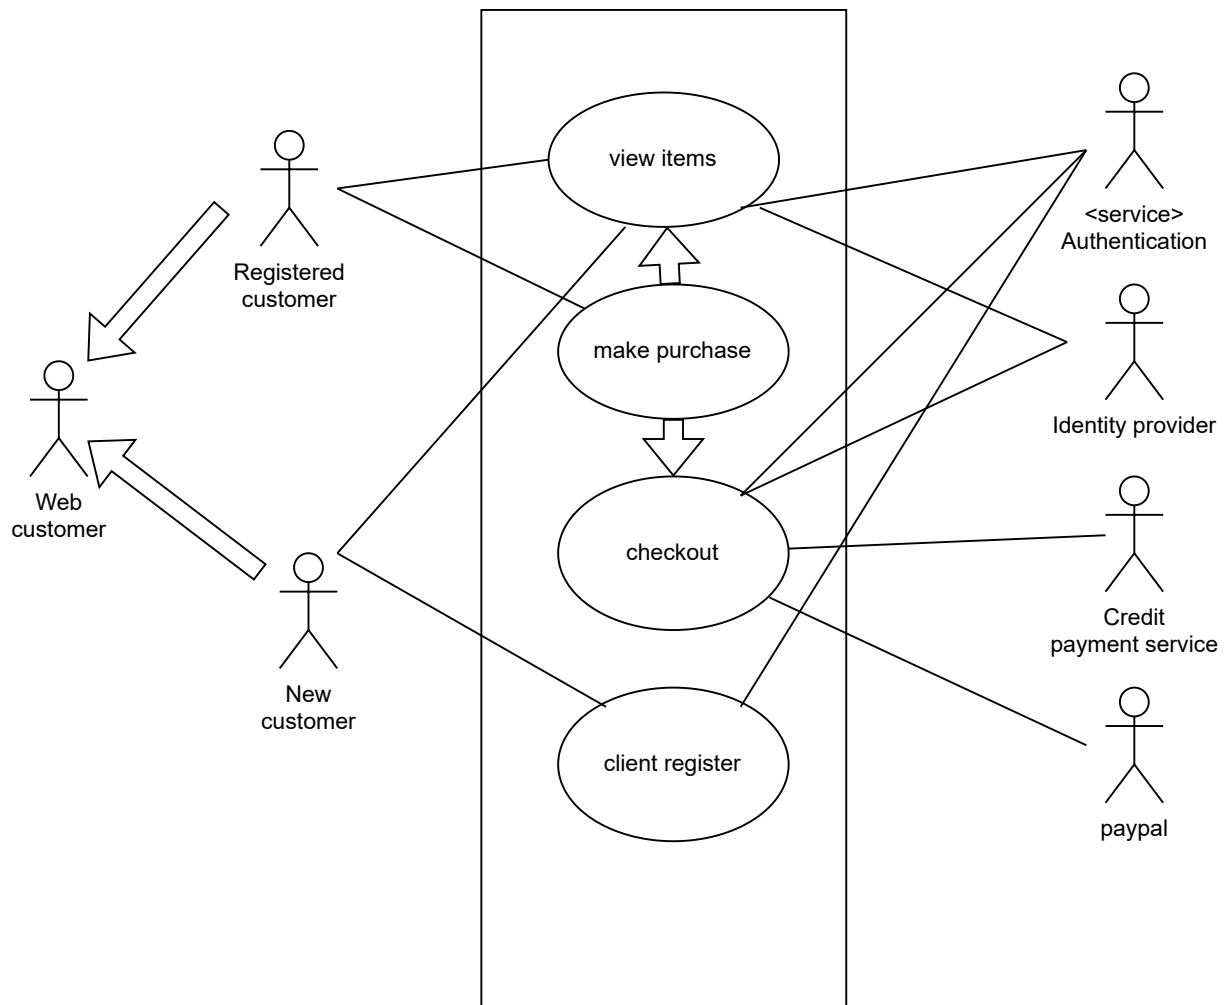 view items
<service>
Authentication
Registered
customer
make purchase
Identity provider
Web
customer
checkout
Credit
payment service
New
customer
client register
paypal